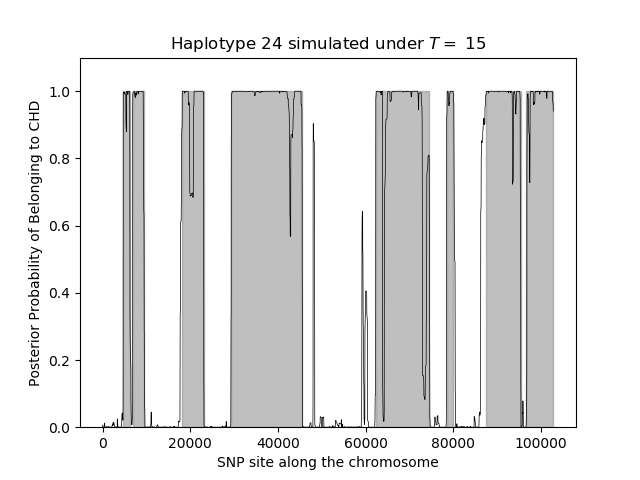 Haplotype 24 simulated under T = 15
Posterior Probability of Belonging to CHD
1.0
0.8
0.6
0.4
0.2
0.0
0 20000 40000 60000 80000 100000
SNP site along the chromosome